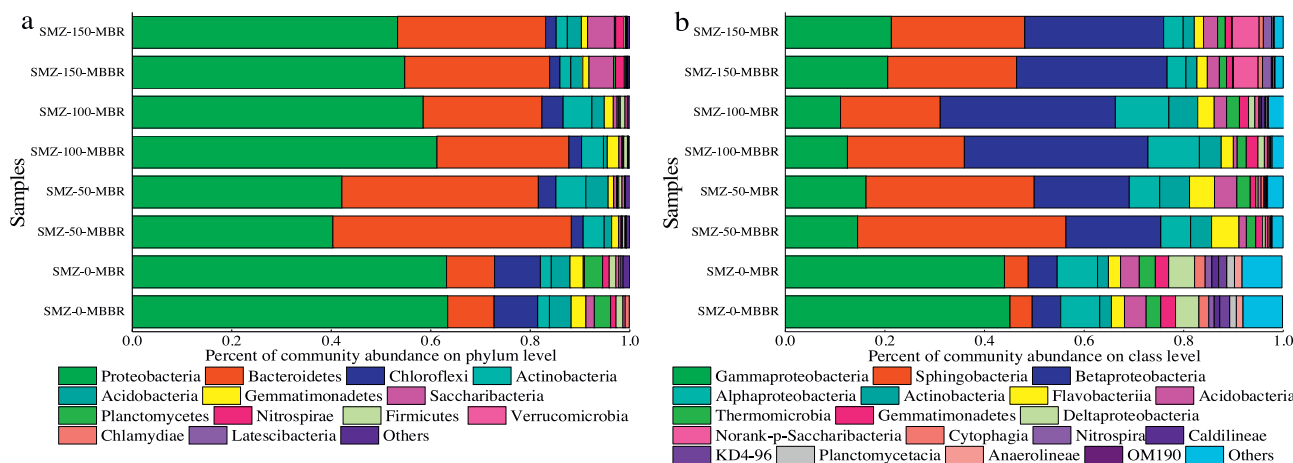 a
Samples
SMZ-150-MBR
SMZ-150-MBBR
SMZ-100-MBR
SMZ-100-MBBR
SMZ-50-MBR
SMZ-50-MBBR
SMZ-0-MBR
SMZ-0-MBBR
0.0 0.2 0.4 0.6 0.8 1.0
Percent of community abundance on phylum level
Proteobacteria Bacteroidetes Chloroflexi Actinobacteria
Acidobacteria Gemmatimonadetes Saccharibacteria
Planctomycetes Nitrospirae Firmicutes Verrucomicrobia
Chlamydiae Latescibacteria Others
b
Samples
SMZ-150-MBR
SMZ-150-MBBR
SMZ-100-MBR
SMZ-100-MBBR
SMZ-50-MBR
SMZ-50-MBBR
SMZ-0-MBR
SMZ-0-MBBR
0.0 0.2 0.4 0.6 0.8 1.0
Percent of community abundance on class level
Gammaproteobacteria Sphingobacteria Betaproteobacteria
Alphaproteobacteria Actinobacteria Flavobacteriia Acidobacteria
Thermomicrobia Gemmatimonadetes Deltaproteobacteria
Norank-p-Saccharibacteria Cytophagia Nitrospira Caldilineae
KD4-96 Planctomycetacia Anaerolineae OM190 Others